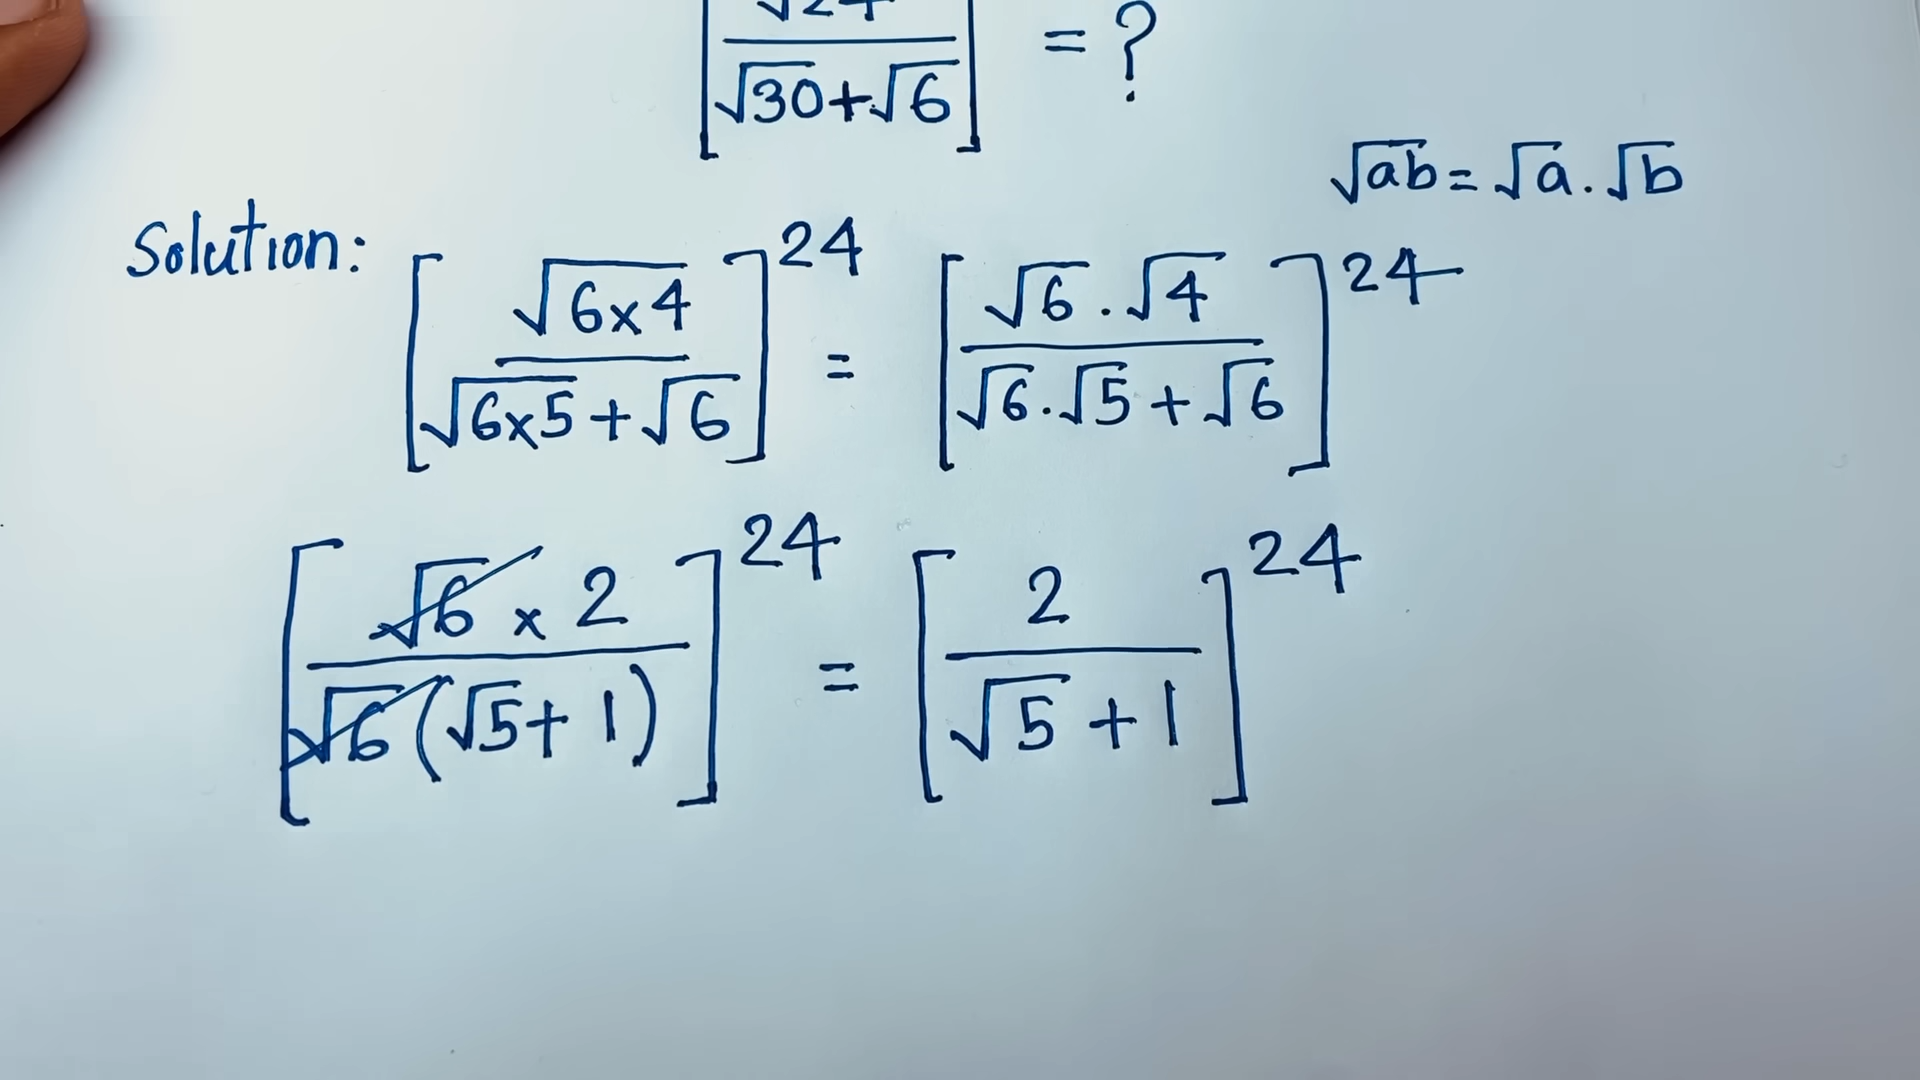 √24
√30+√6 = ?
√ab = √a . √b
Solution: [√6x4 / √6x5 + √6]^24 = [√6 . √4 / √6 . √5 + √6]^24
[√6 x 2 / √6(√5 + 1)]^24 = [2 / √5 + 1]^24